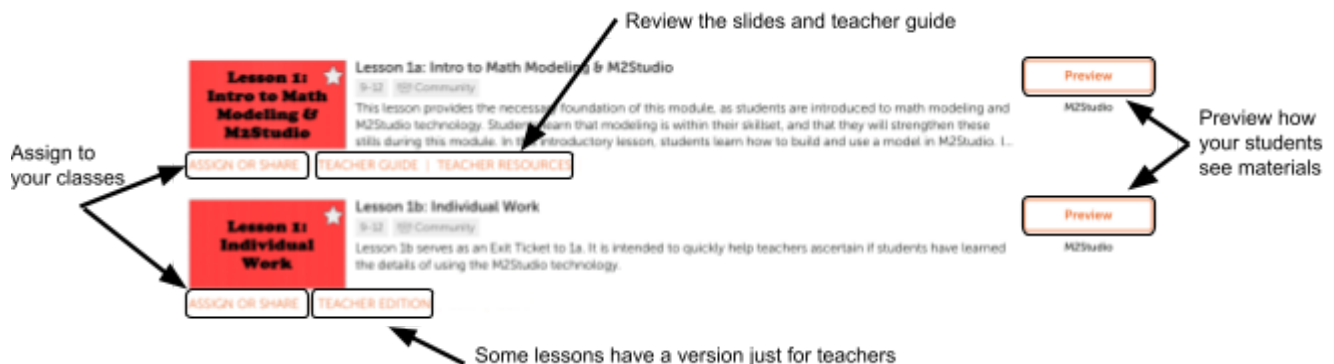 Review the slides and teacher guide
Lesson 1:
Intro to Math
Modeling &
M2Studio
Lesson 1a: Intro to Math Modeling & M2Studio
9-12 Community
This lesson provides the necessary foundation of this module, as students are introduced to math modeling and
M2Studio technology. Students learn that modeling is within their skillset, and that they will strengthen these
stills during this module. In this introductory lesson, students learn how to build and use a model in M2Studio. I...
Preview
M2Studio
Assign to
your classes
ASSIGN OR SHARE TEACHER GUIDE | TEACHER RESOURCES
Preview how
your students
see materials
Lesson 1:
Individual
Work
Lesson 1b: Individual Work
9-12 Community
Lesson 1b serves as an Exit Ticket to 1a. It is intended to quickly help teachers ascertain if students have learned
the details of using the M2Studio technology.
Preview
M2Studio
ASSIGN OR SHARE TEACHER EDITION
Some lessons have a version just for teachers